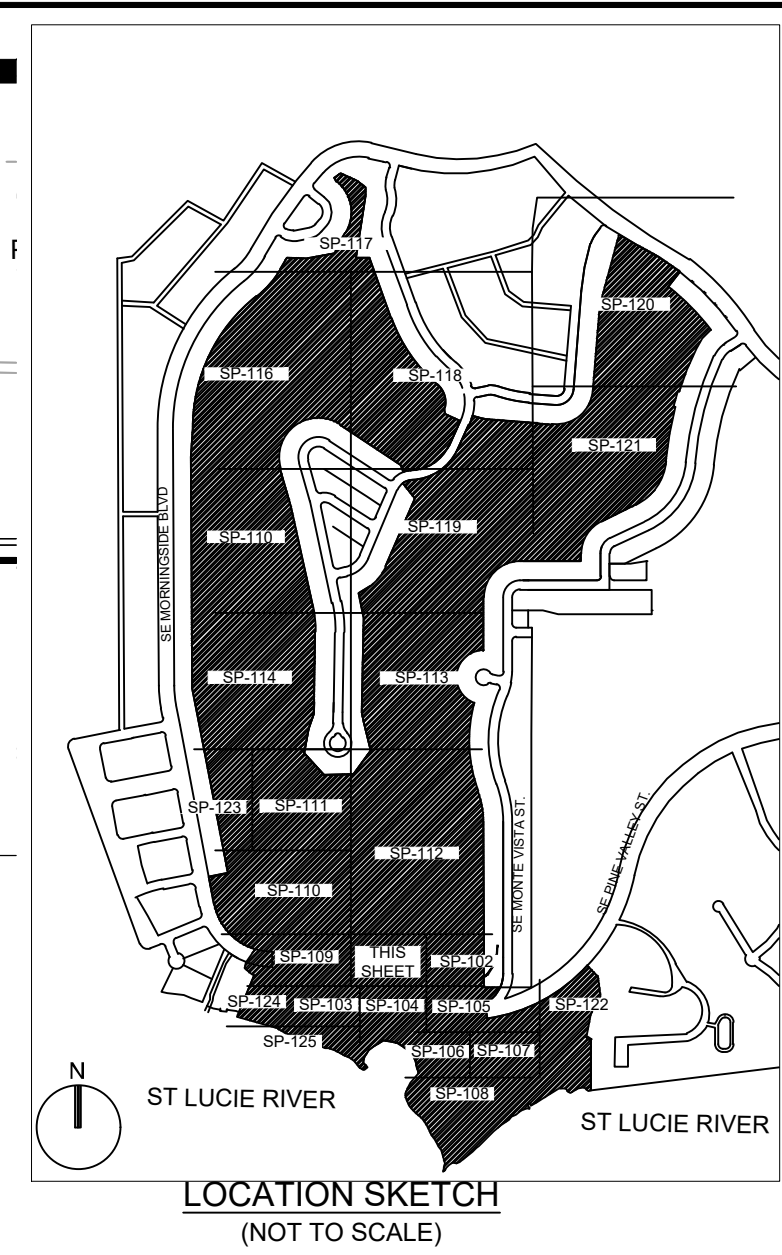 SP-117
SP-120
SP-116
SP-118
SP-121
SE MORNINGSIDE BLVD
SP-110
SP-119
SP-114
SP-113
SP-123
SP-111
SE MONTE VISTA ST.
SE PINE VALLEY ST.
SP-112
SP-110
SP-109
THIS
SHEET
SP-102
SP-124
SP-103
SP-104
SP-105
SP-122
SP-125
SP-106
SP-107
SP-108
N
ST LUCIE RIVER
ST LUCIE RIVER
LOCATION SKETCH
(NOT TO SCALE)